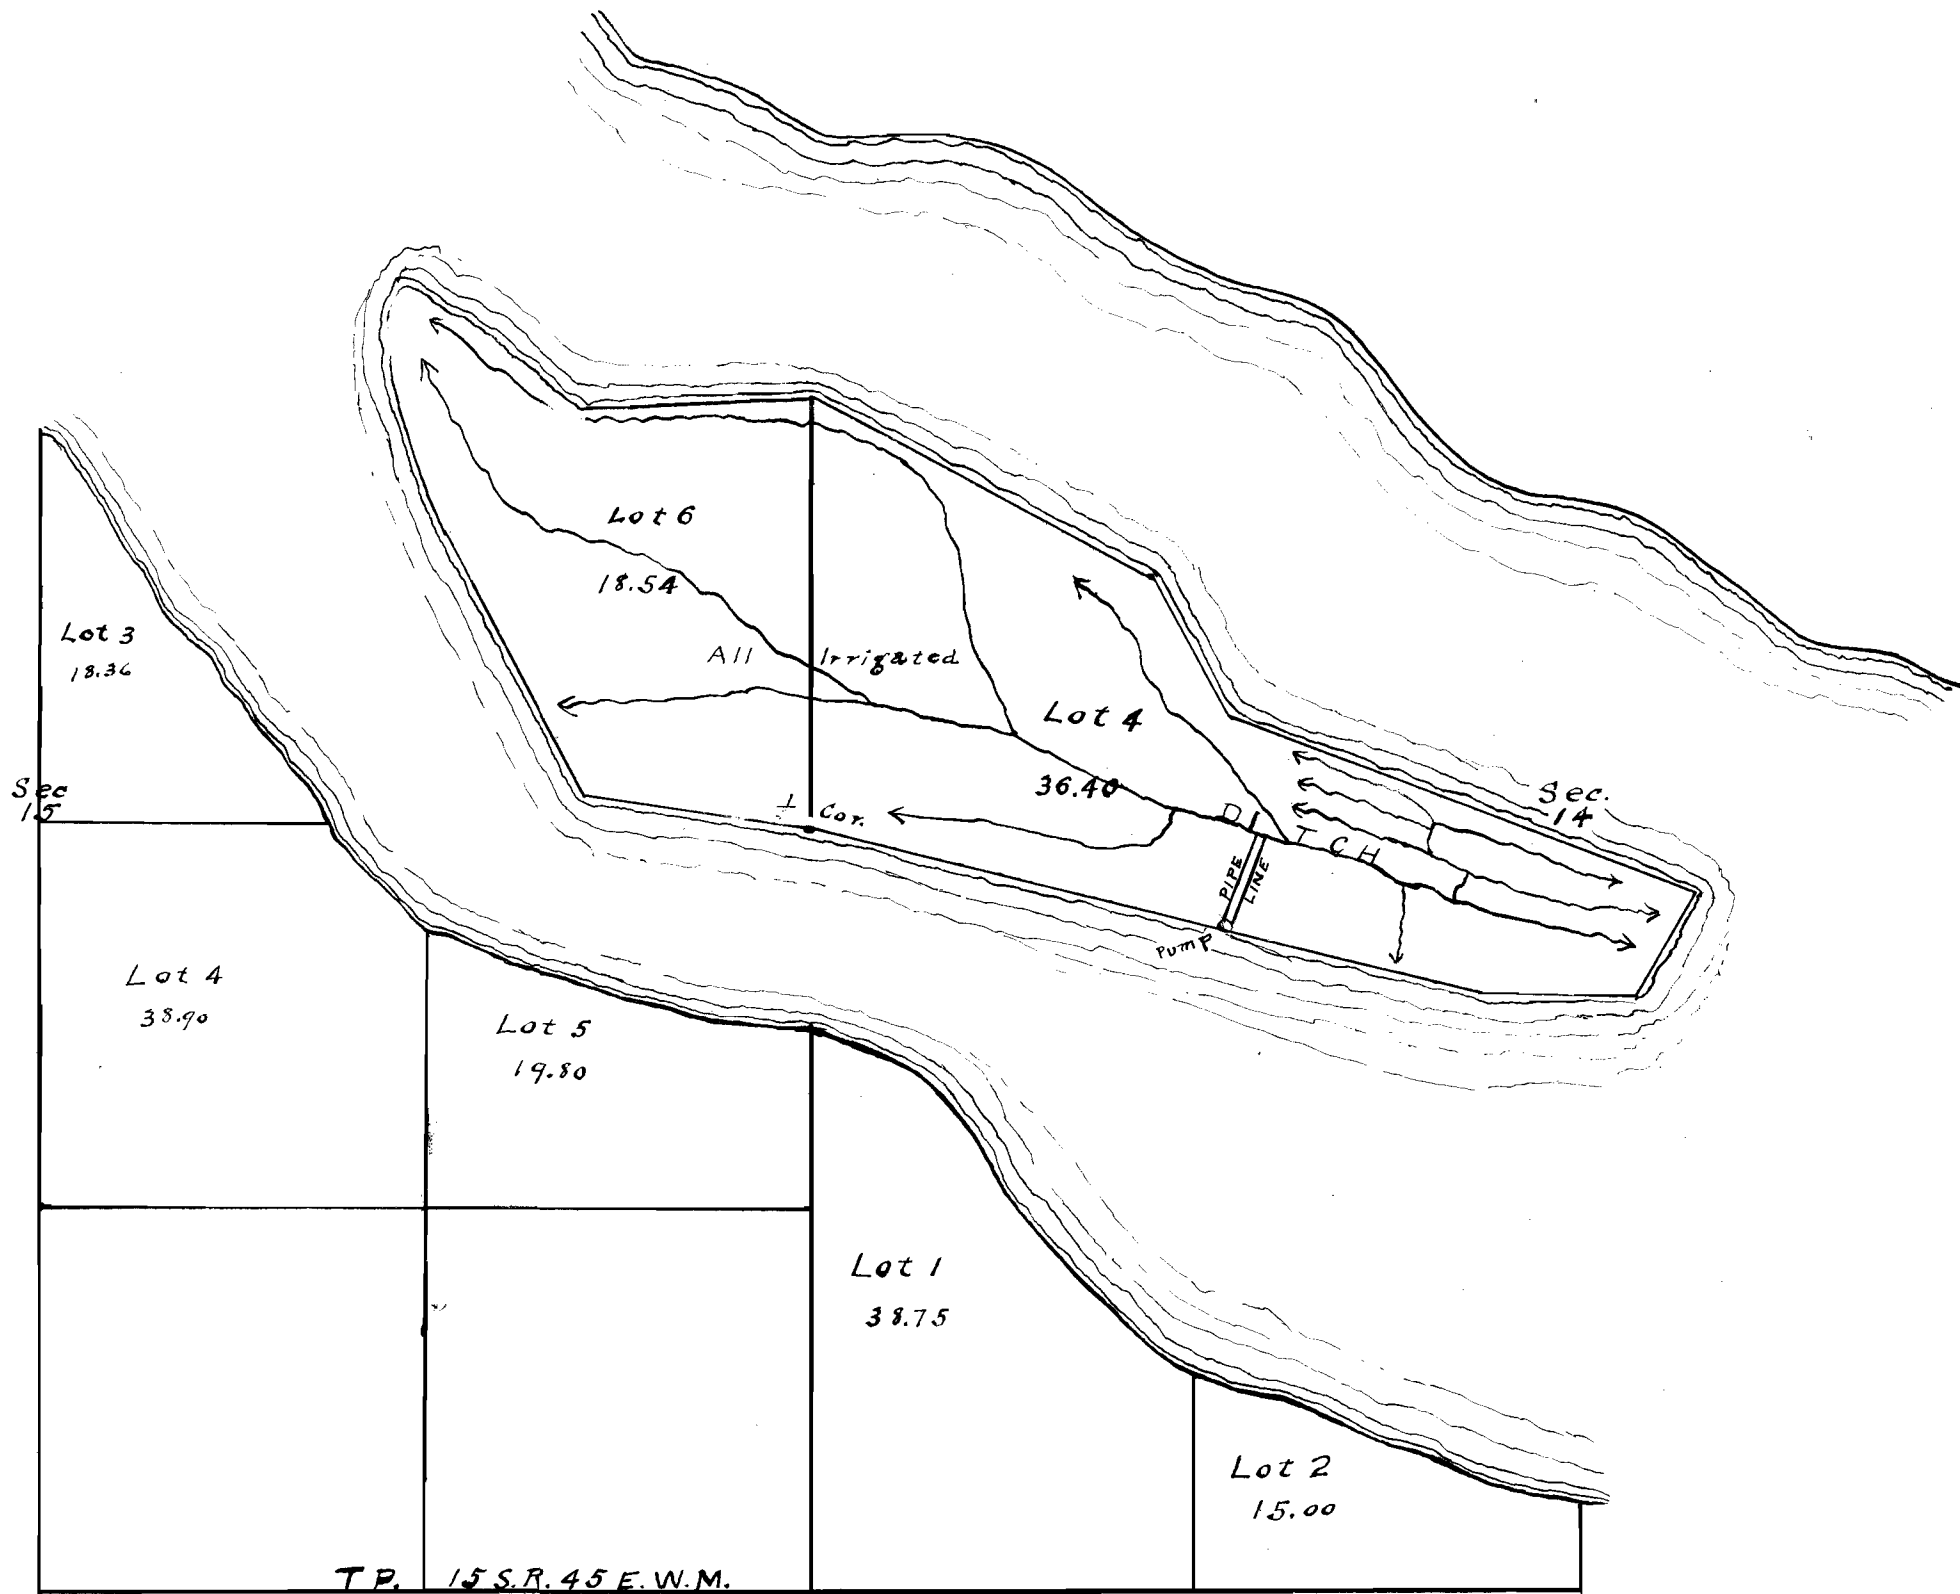 Lot 6
18.54
Lot 3
18.36
All Irrigated
Lot 4
36.40
Sec
15
Sec.
14
Cor.
DITCH
PIPE
LINE
Pump
Lot 4
38.90
Lot 5
19.80
Lot 1
38.75
Lot 2
15.00
TP. 15 S. R. 45 E. W. M.